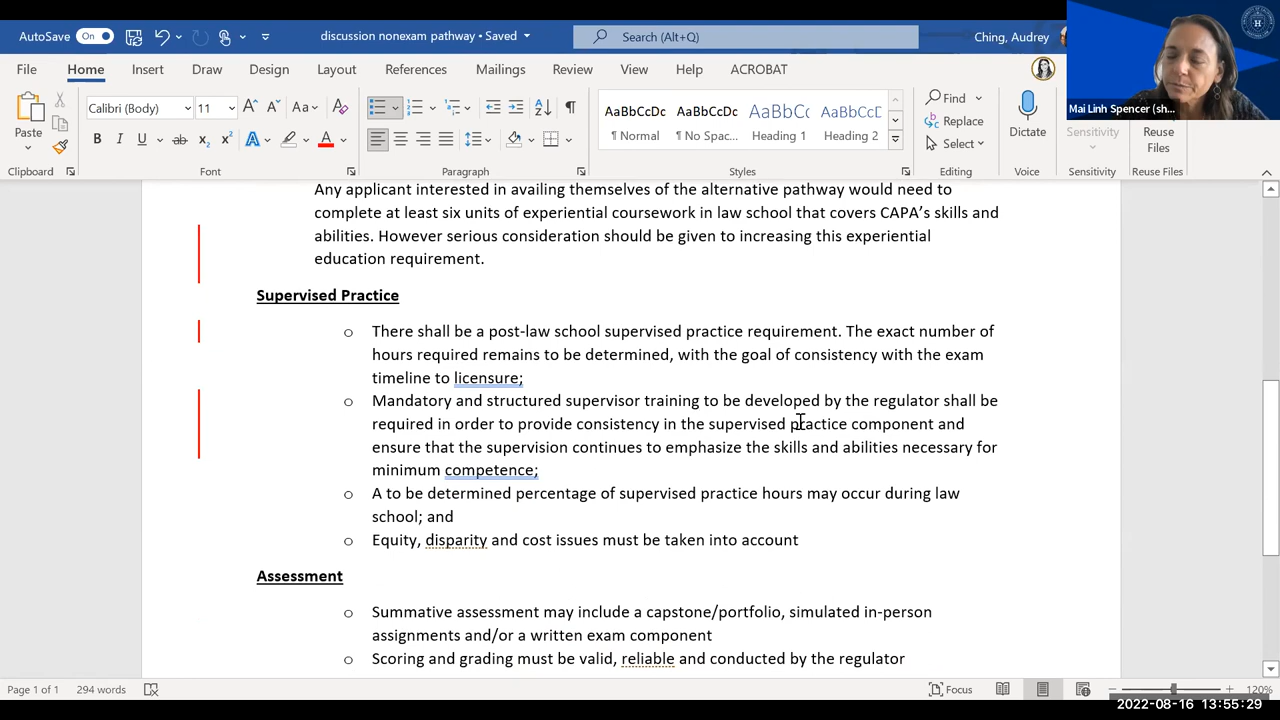 AutoSave On discussion nonexam pathway • Saved Search (Alt+Q) Ching, Audrey
File Home Insert Draw Design Layout References Mailings Review View Help ACROBAT
Mai Linh Spencer (sh...
Paste
Calibri (Body) 11
AaBbCcDc AaBbCcDc AaBbCc AaBbCcD
Normal No Spac... Heading 1 Heading 2
Find
Replace
Select
Dictate
Sensitivity
Reuse Files
Clipboard Font Paragraph Styles Editing Voice Sensitivity Reuse Files
Any applicant interested in availing themselves of the alternative pathway would need to
complete at least six units of experiential coursework in law school that covers CAPA's skills and
abilities. However serious consideration should be given to increasing this experiential
education requirement.
Supervised Practice
o There shall be a post-law school supervised practice requirement. The exact number of
hours required remains to be determined, with the goal of consistency with the exam
timeline to licensure;
o Mandatory and structured supervisor training to be developed by the regulator shall be
required in order to provide consistency in the supervised practice component and
ensure that the supervision continues to emphasize the skills and abilities necessary for
minimum competence;
o A to be determined percentage of supervised practice hours may occur during law
school; and
o Equity, disparity and cost issues must be taken into account
Assessment
o Summative assessment may include a capstone/portfolio, simulated in-person
assignments and/or a written exam component
o Scoring and grading must be valid, reliable and conducted by the regulator
Page 1 of 1 294 words Focus 120%
2022-08-16 13:55:29